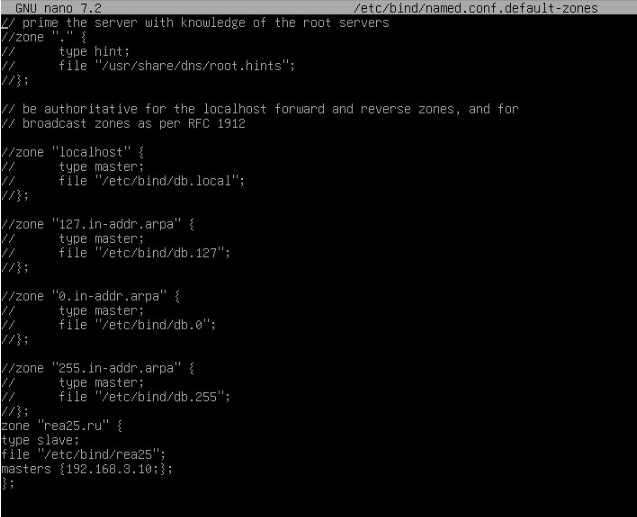 GNU nano 7.2 /etc/bind/named.conf.default-zones
// prime the server with knowledge of the root servers
//zone "." {
// type hint;
// file "/usr/share/dns/root.hints";
//};
// be authoritative for the localhost forward and reverse zones, and for
// broadcast zones as per RFC 1912
//zone "localhost" {
// type master;
// file "/etc/bind/db.local";
//};
//zone "127.in-addr.arpa" {
// type master;
// file "/etc/bind/db.127";
//};
//zone "0.in-addr.arpa" {
// type master;
// file "/etc/bind/db.0";
//};
//zone "255.in-addr.arpa" {
// type master;
// file "/etc/bind/db.255";
//};
zone "rea25.ru" {
type slave;
file "/etc/bind/rea25";
masters {192.168.3.10;};
};